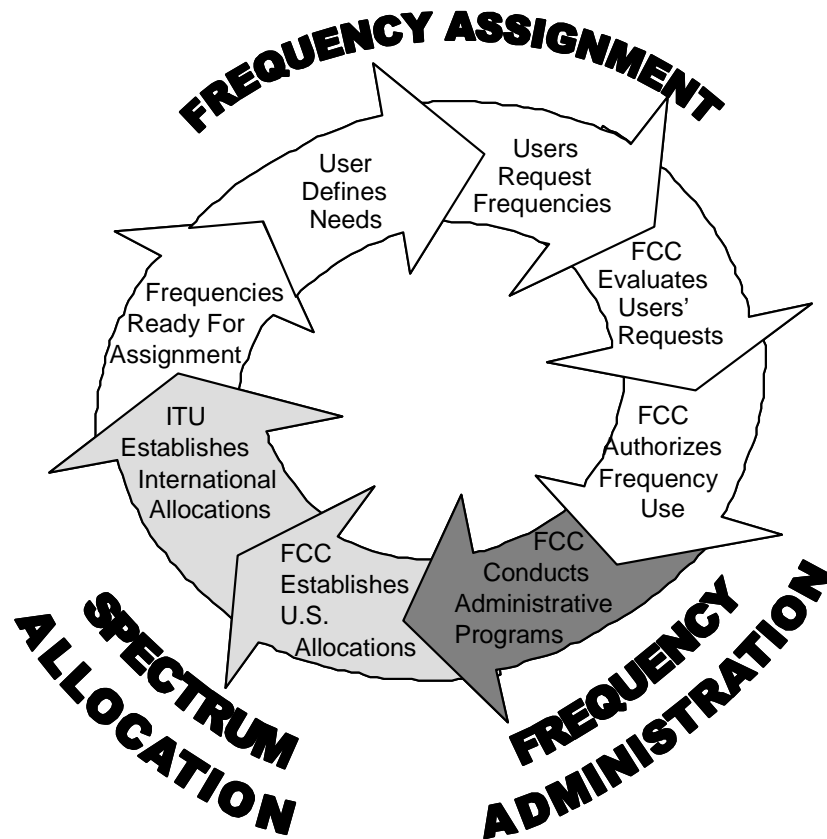 FREQUENCY ASSIGNMENT
User
Defines
Needs
Users
Request
Frequencies
FCC
Evaluates
Users'
Requests
FCC
Authorizes
Frequency
Use
FCC
Conducts
Administrative
Programs
FCC
Establishes
U.S.
Allocations
ITU
Establishes
International
Allocations
Frequencies
Ready For
Assignment
SPECTRUM
ALLOCATION
FREQUENCY
ADMINISTRATION